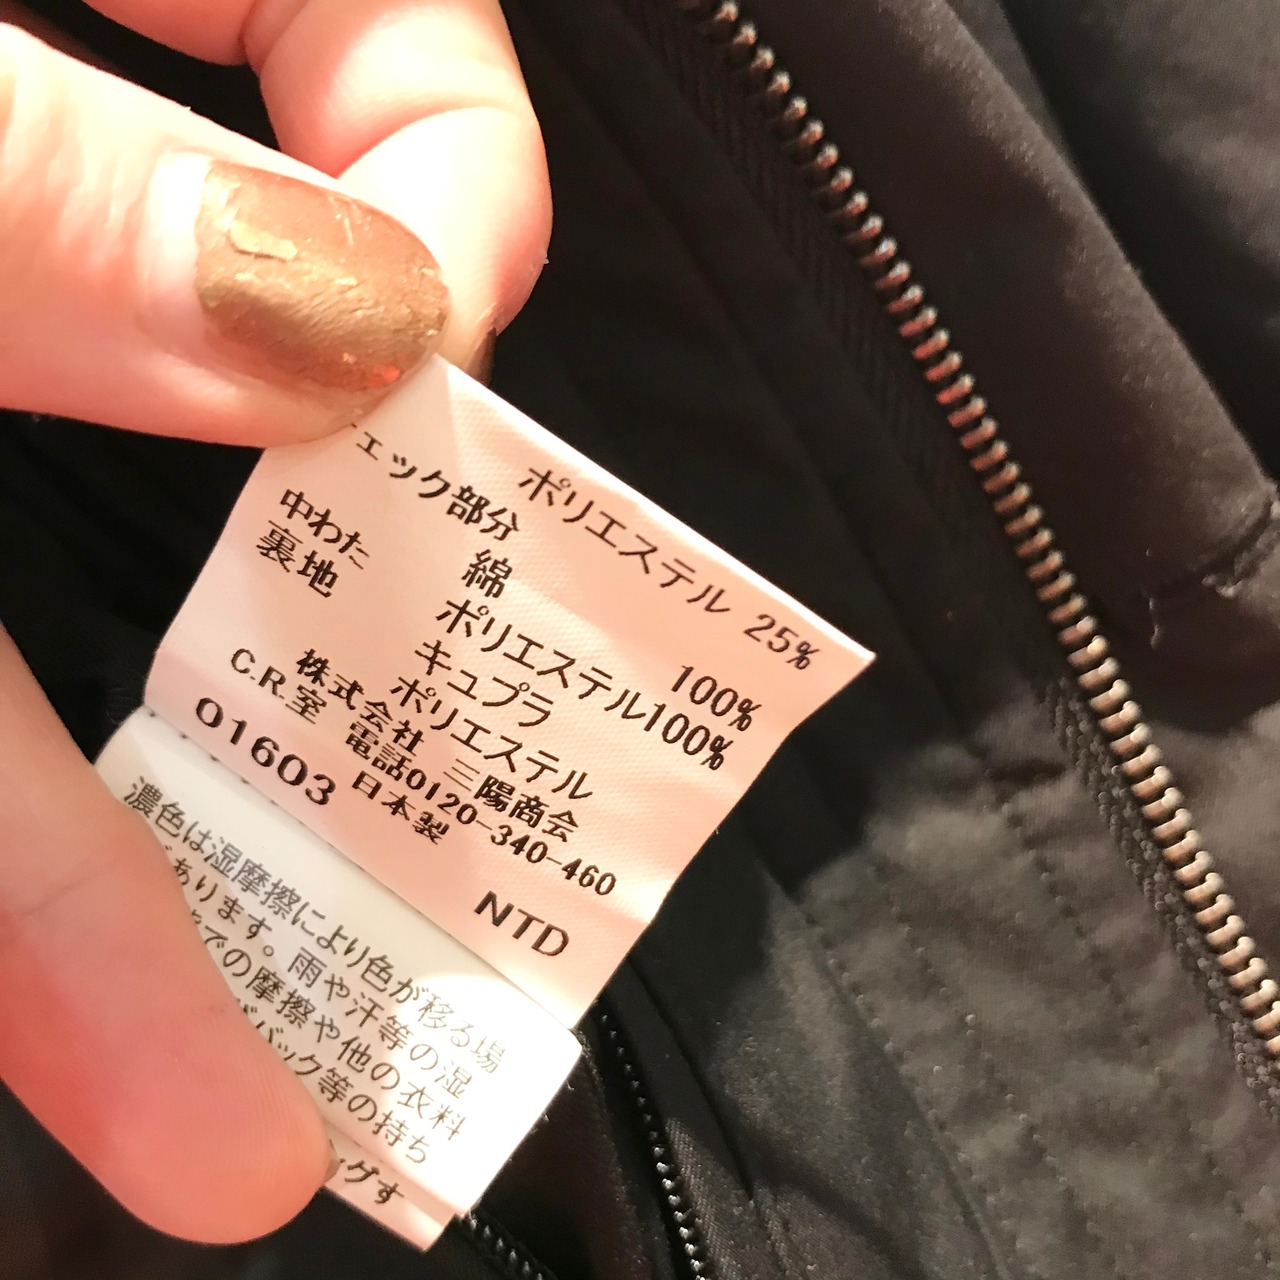 ポリエステル 25%
ェック部分
綿 100%
中わた ポリエステル100%
裏地 キュプラ
ポリエステル
株式会社 三陽商会
C.R.室 電話0120-340-460
01603 日本製
NTD
濃色は湿摩擦により色が移る場
あります。雨や汗等の湿
での摩擦や他の衣料
バック等の持ち
ングす